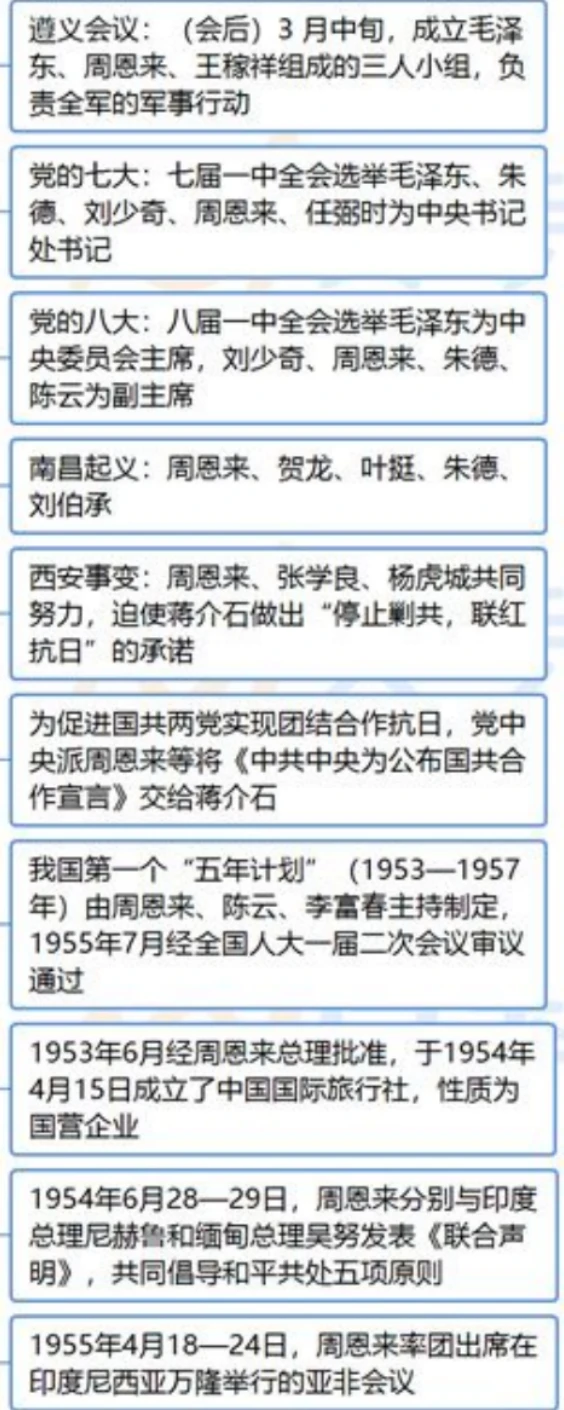 遵义会议：（会后）3 月中旬，成立毛泽
东、周恩来、王稼祥组成的三人小组，负
责全军的军事行动
党的七大：七届一中全会选举毛泽东、朱
德、刘少奇、周恩来、任弼时为中央书记
处书记
党的八大：八届一中全会选举毛泽东为中
央委员会主席，刘少奇、周恩来、朱德、
陈云为副主席
南昌起义：周恩来、贺龙、叶挺、朱德、
刘伯承
西安事变：周恩来、张学良、杨虎城共同
努力，迫使蒋介石做出“停止剿共，联红
抗日”的承诺
为促进国共两党实现团结合作抗日，党中
央派周恩来等将《中共中央为公布国共合
作宣言》交给蒋介石
我国第一个“五年计划”（1953—1957
年）由周恩来、陈云、李富春主持制定，
1955年7月经全国人大一届二次会议审议
通过
1953年6月经周恩来总理批准，于1954年
4月15日成立了中国国际旅行社，性质为
国营企业
1954年6月28—29日，周恩来分别与印度
总理尼赫鲁和缅甸总理吴努发表《联合声
明》，共同倡导和平共处五项原则
1955年4月18—24日，周恩来率团出席在
印度尼西亚万隆举行的亚非会议